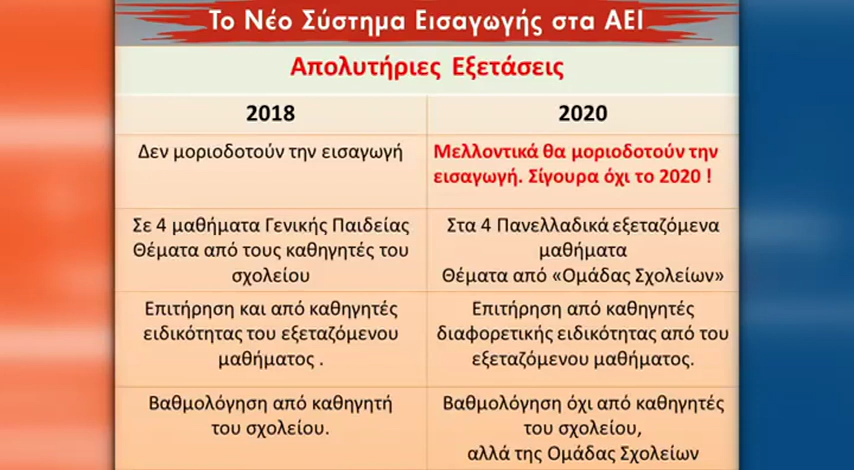 Το Νέο Σύστημα Εισαγωγής στα ΑΕΙ
Απολυτήριες Εξετάσεις
2018
2020
Δεν μοριοδοτούν την εισαγωγή
Μελλοντικά θα μοριοδοτούν την
εισαγωγή. Σίγουρα όχι το 2020 !
Σε 4 μαθήματα Γενικής Παιδείας
Θέματα από τους καθηγητές του
σχολείου
Στα 4 Πανελλαδικά εξεταζόμενα
μαθήματα
Θέματα από «Ομάδας Σχολείων»
Επιτήρηση και από καθηγητές
ειδικότητας του εξεταζόμενου
μαθήματος .
Επιτήρηση από καθηγητές
διαφορετικής ειδικότητας από του
εξεταζόμενου μαθήματος.
Βαθμολόγηση από καθηγητή
του σχολείου.
Βαθμολόγηση όχι από καθηγητές
του σχολείου,
αλλά της Ομάδας Σχολείων